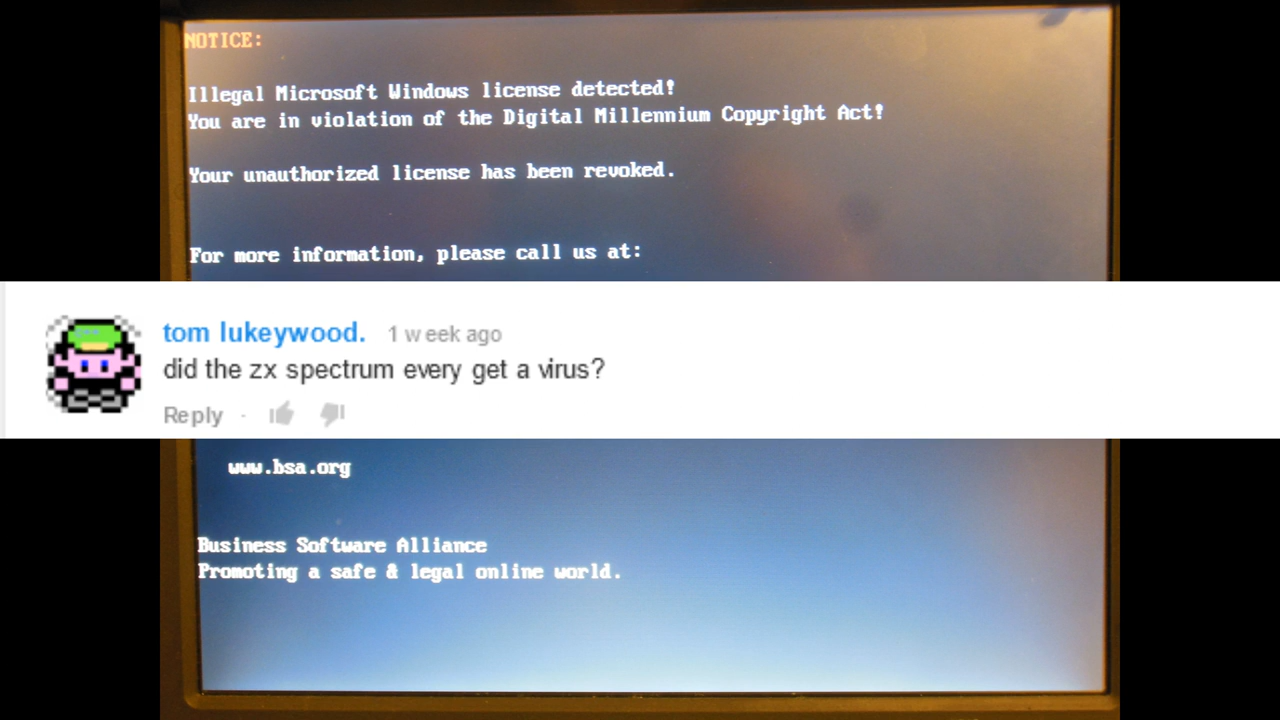 NOTICE:
Illegal Microsoft Windows license detected!
You are in violation of the Digital Millennium Copyright Act!
Your unauthorized license has been revoked.
For more information, please call us at:
tom lukeywood. 1 week ago
did the zx spectrum every get a virus?
Reply ·
www.bsa.org
Business Software Alliance
Promoting a safe & legal online world.